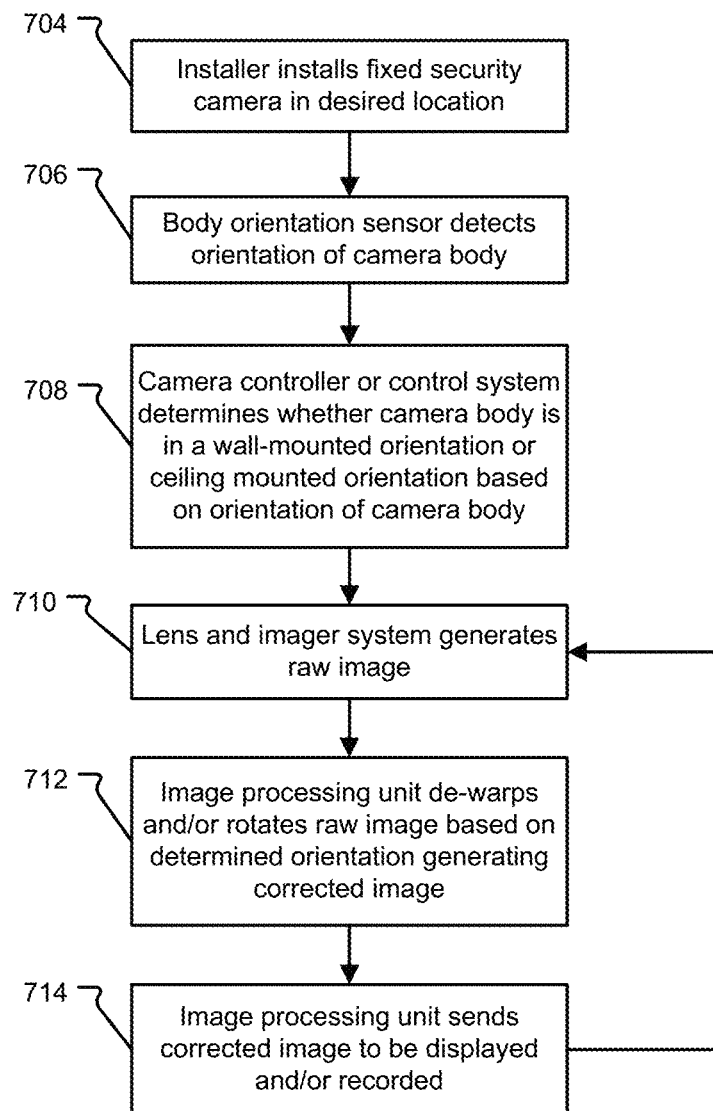 704
Installer installs fixed security
camera in desired location
706
Body orientation sensor detects
orientation of camera body
708
Camera controller or control system
determines whether camera body is
in a wall-mounted orientation or
ceiling mounted orientation based
on orientation of camera body
710
Lens and imager system generates
raw image
712
Image processing unit de-warps
and/or rotates raw image based on
determined orientation generating
corrected image
714
Image processing unit sends
corrected image to be displayed
and/or recorded